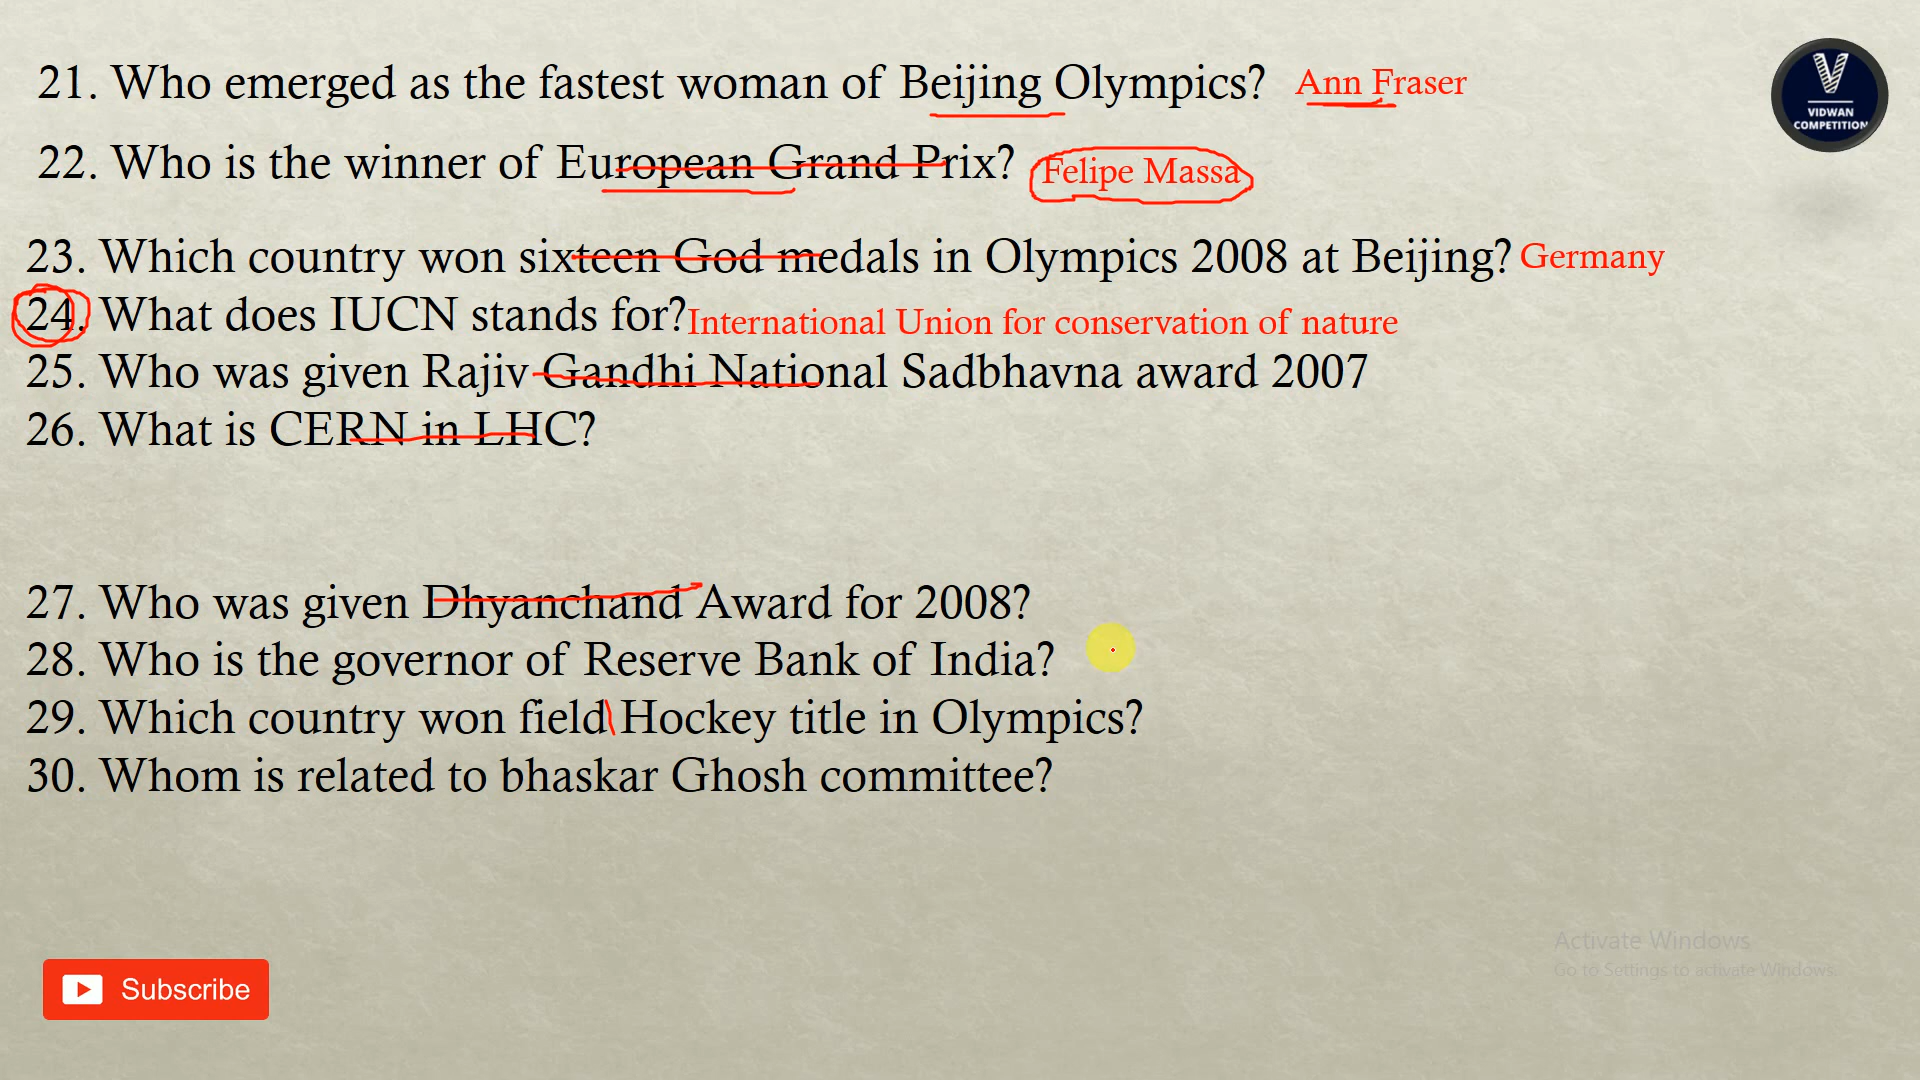 21. Who emerged as the fastest woman of Beijing Olympics? Ann Fraser
V
VIDWAN
COMPETITION
22. Who is the winner of European Grand Prix? Felipe Massa
23. Which country won sixteen God medals in Olympics 2008 at Beijing? Germany
24. What does IUCN stands for? International Union for conservation of nature
25. Who was given Rajiv Gandhi National Sadbhavna award 2007
26. What is CERN in LHC?
27. Who was given Dhyanchand Award for 2008?
28. Who is the governor of Reserve Bank of India?
29. Which country won field Hockey title in Olympics?
30. Whom is related to bhaskar Ghosh committee?
Activate Windows
Go to Settings to activate Windows.
Subscribe